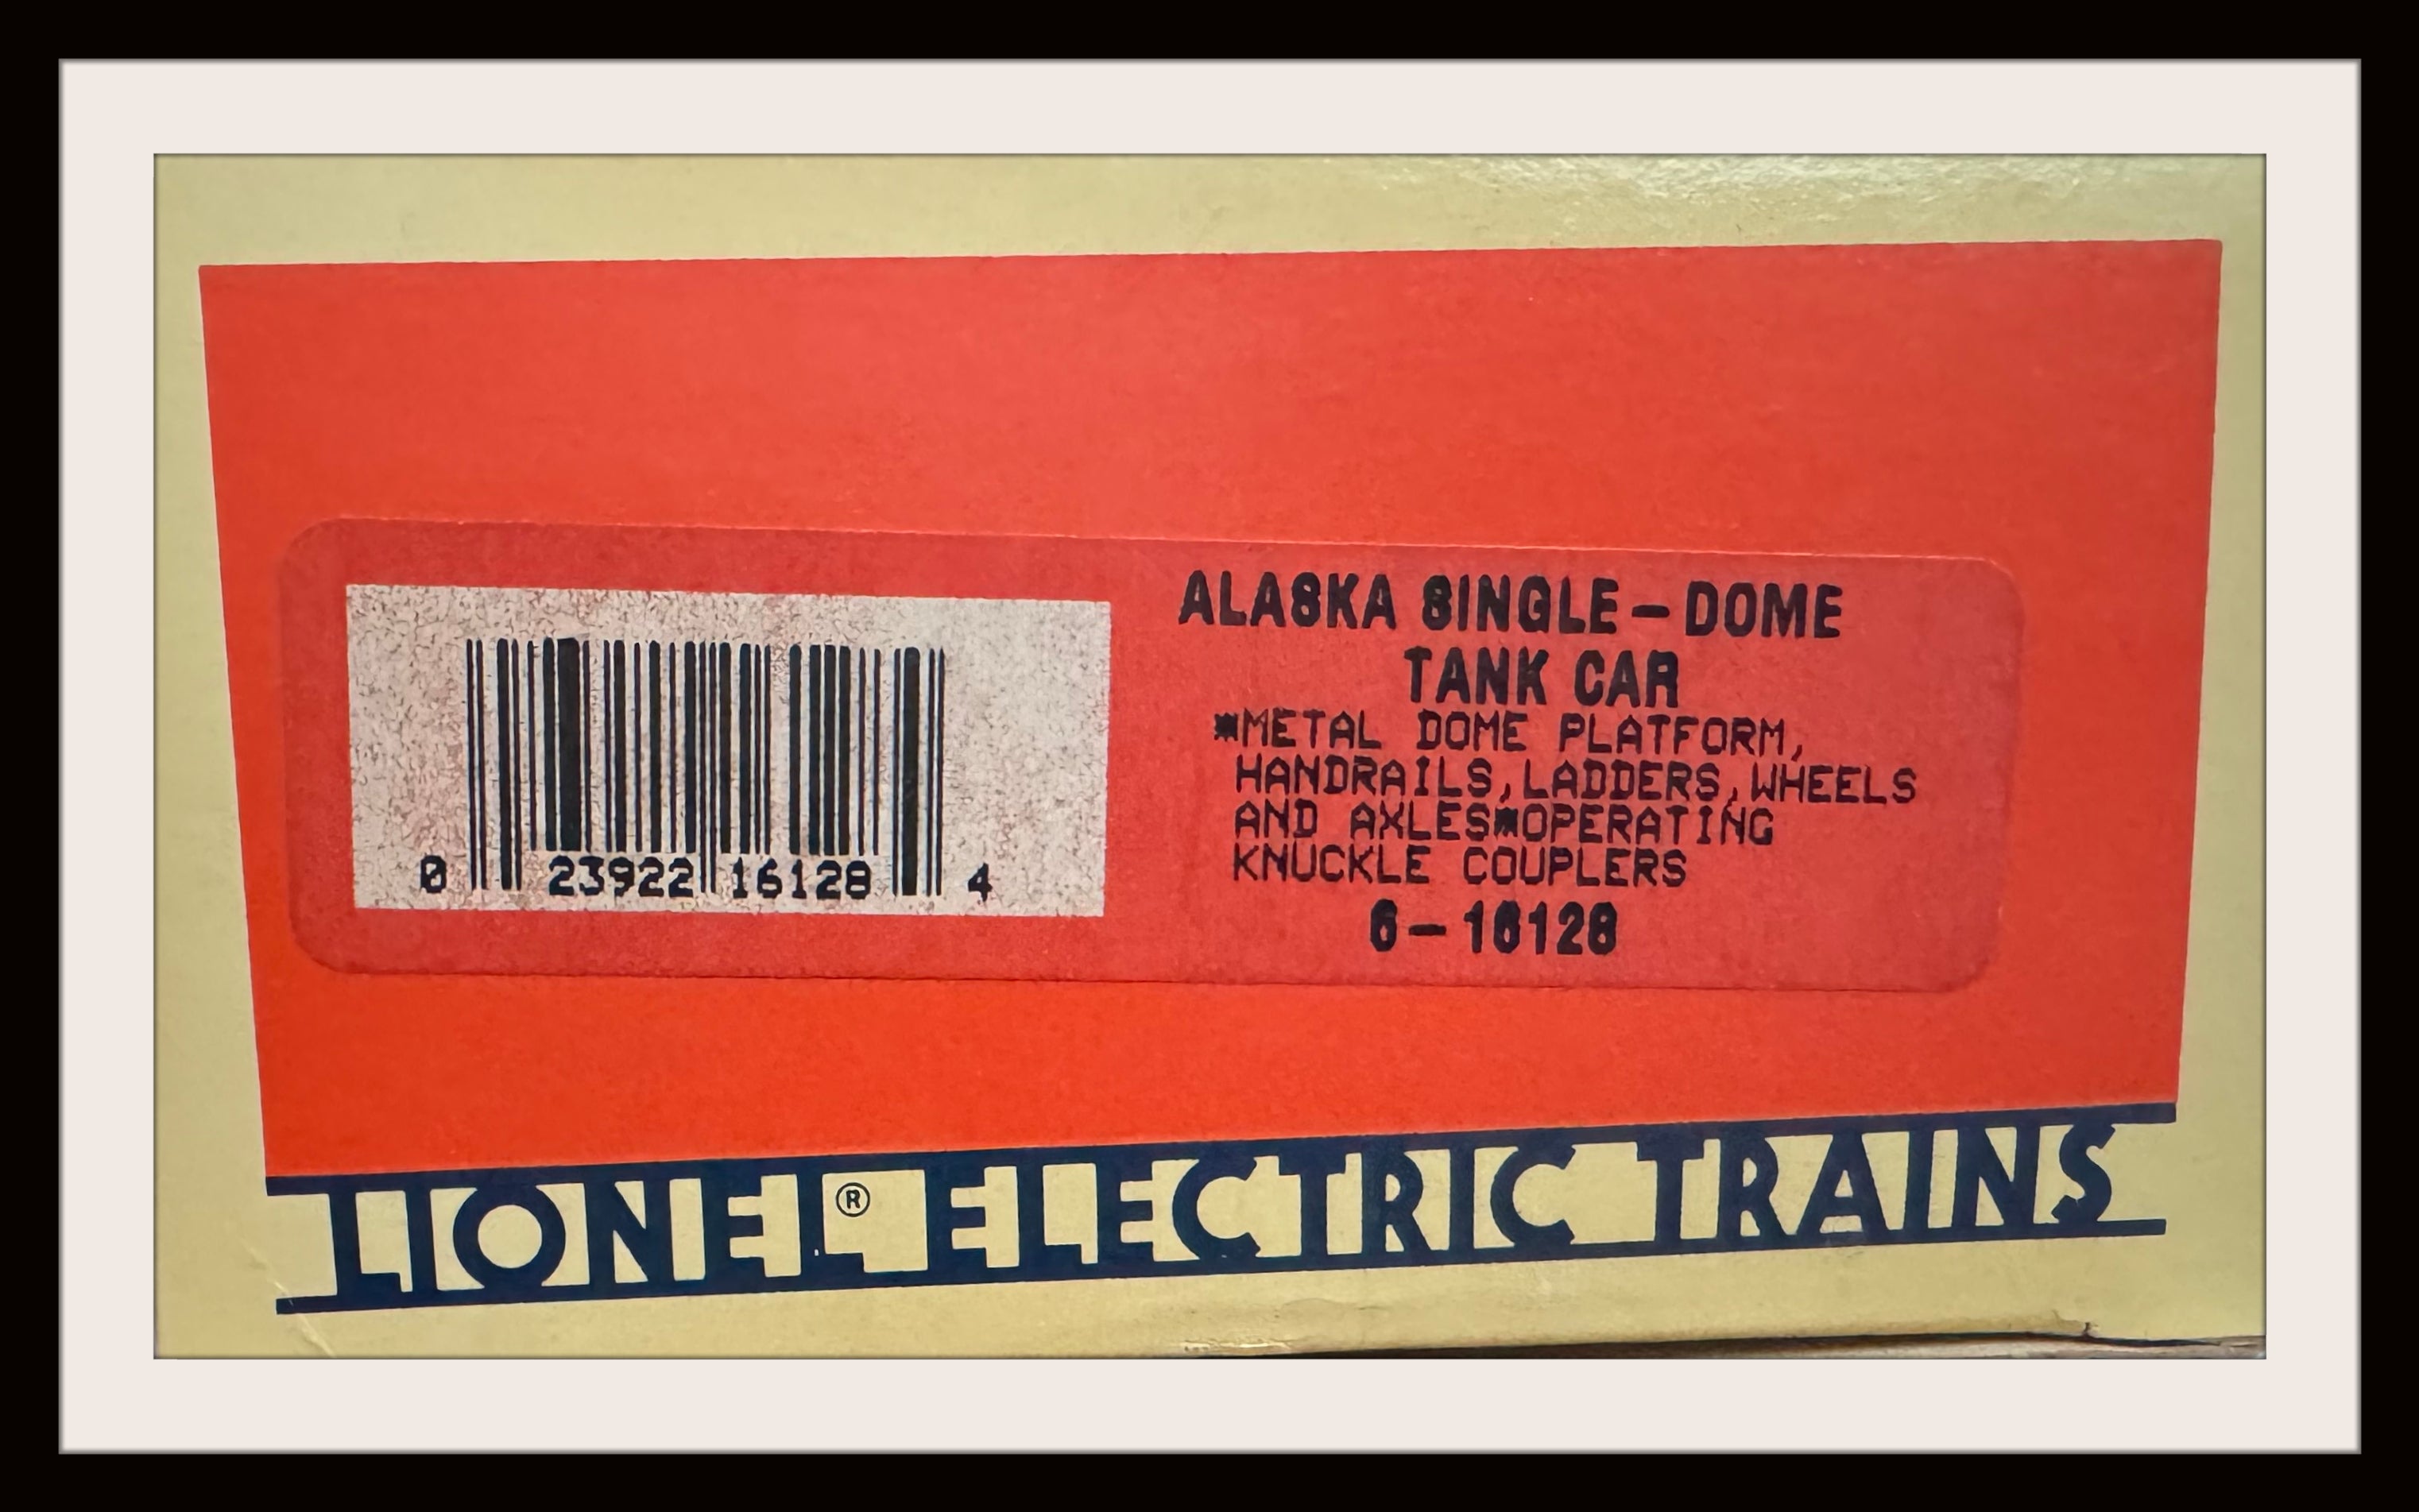 ALASKA SINGLE-DOME
TANK CAR
*METAL DOME PLATFORM,
HANDRAILS,LADDERS,WHEELS
AND AXLES*OPERATING
KNUCKLE COUPLERS
6-16128
0 23922 16128 4
LIONEL® ELECTRIC TRAINS